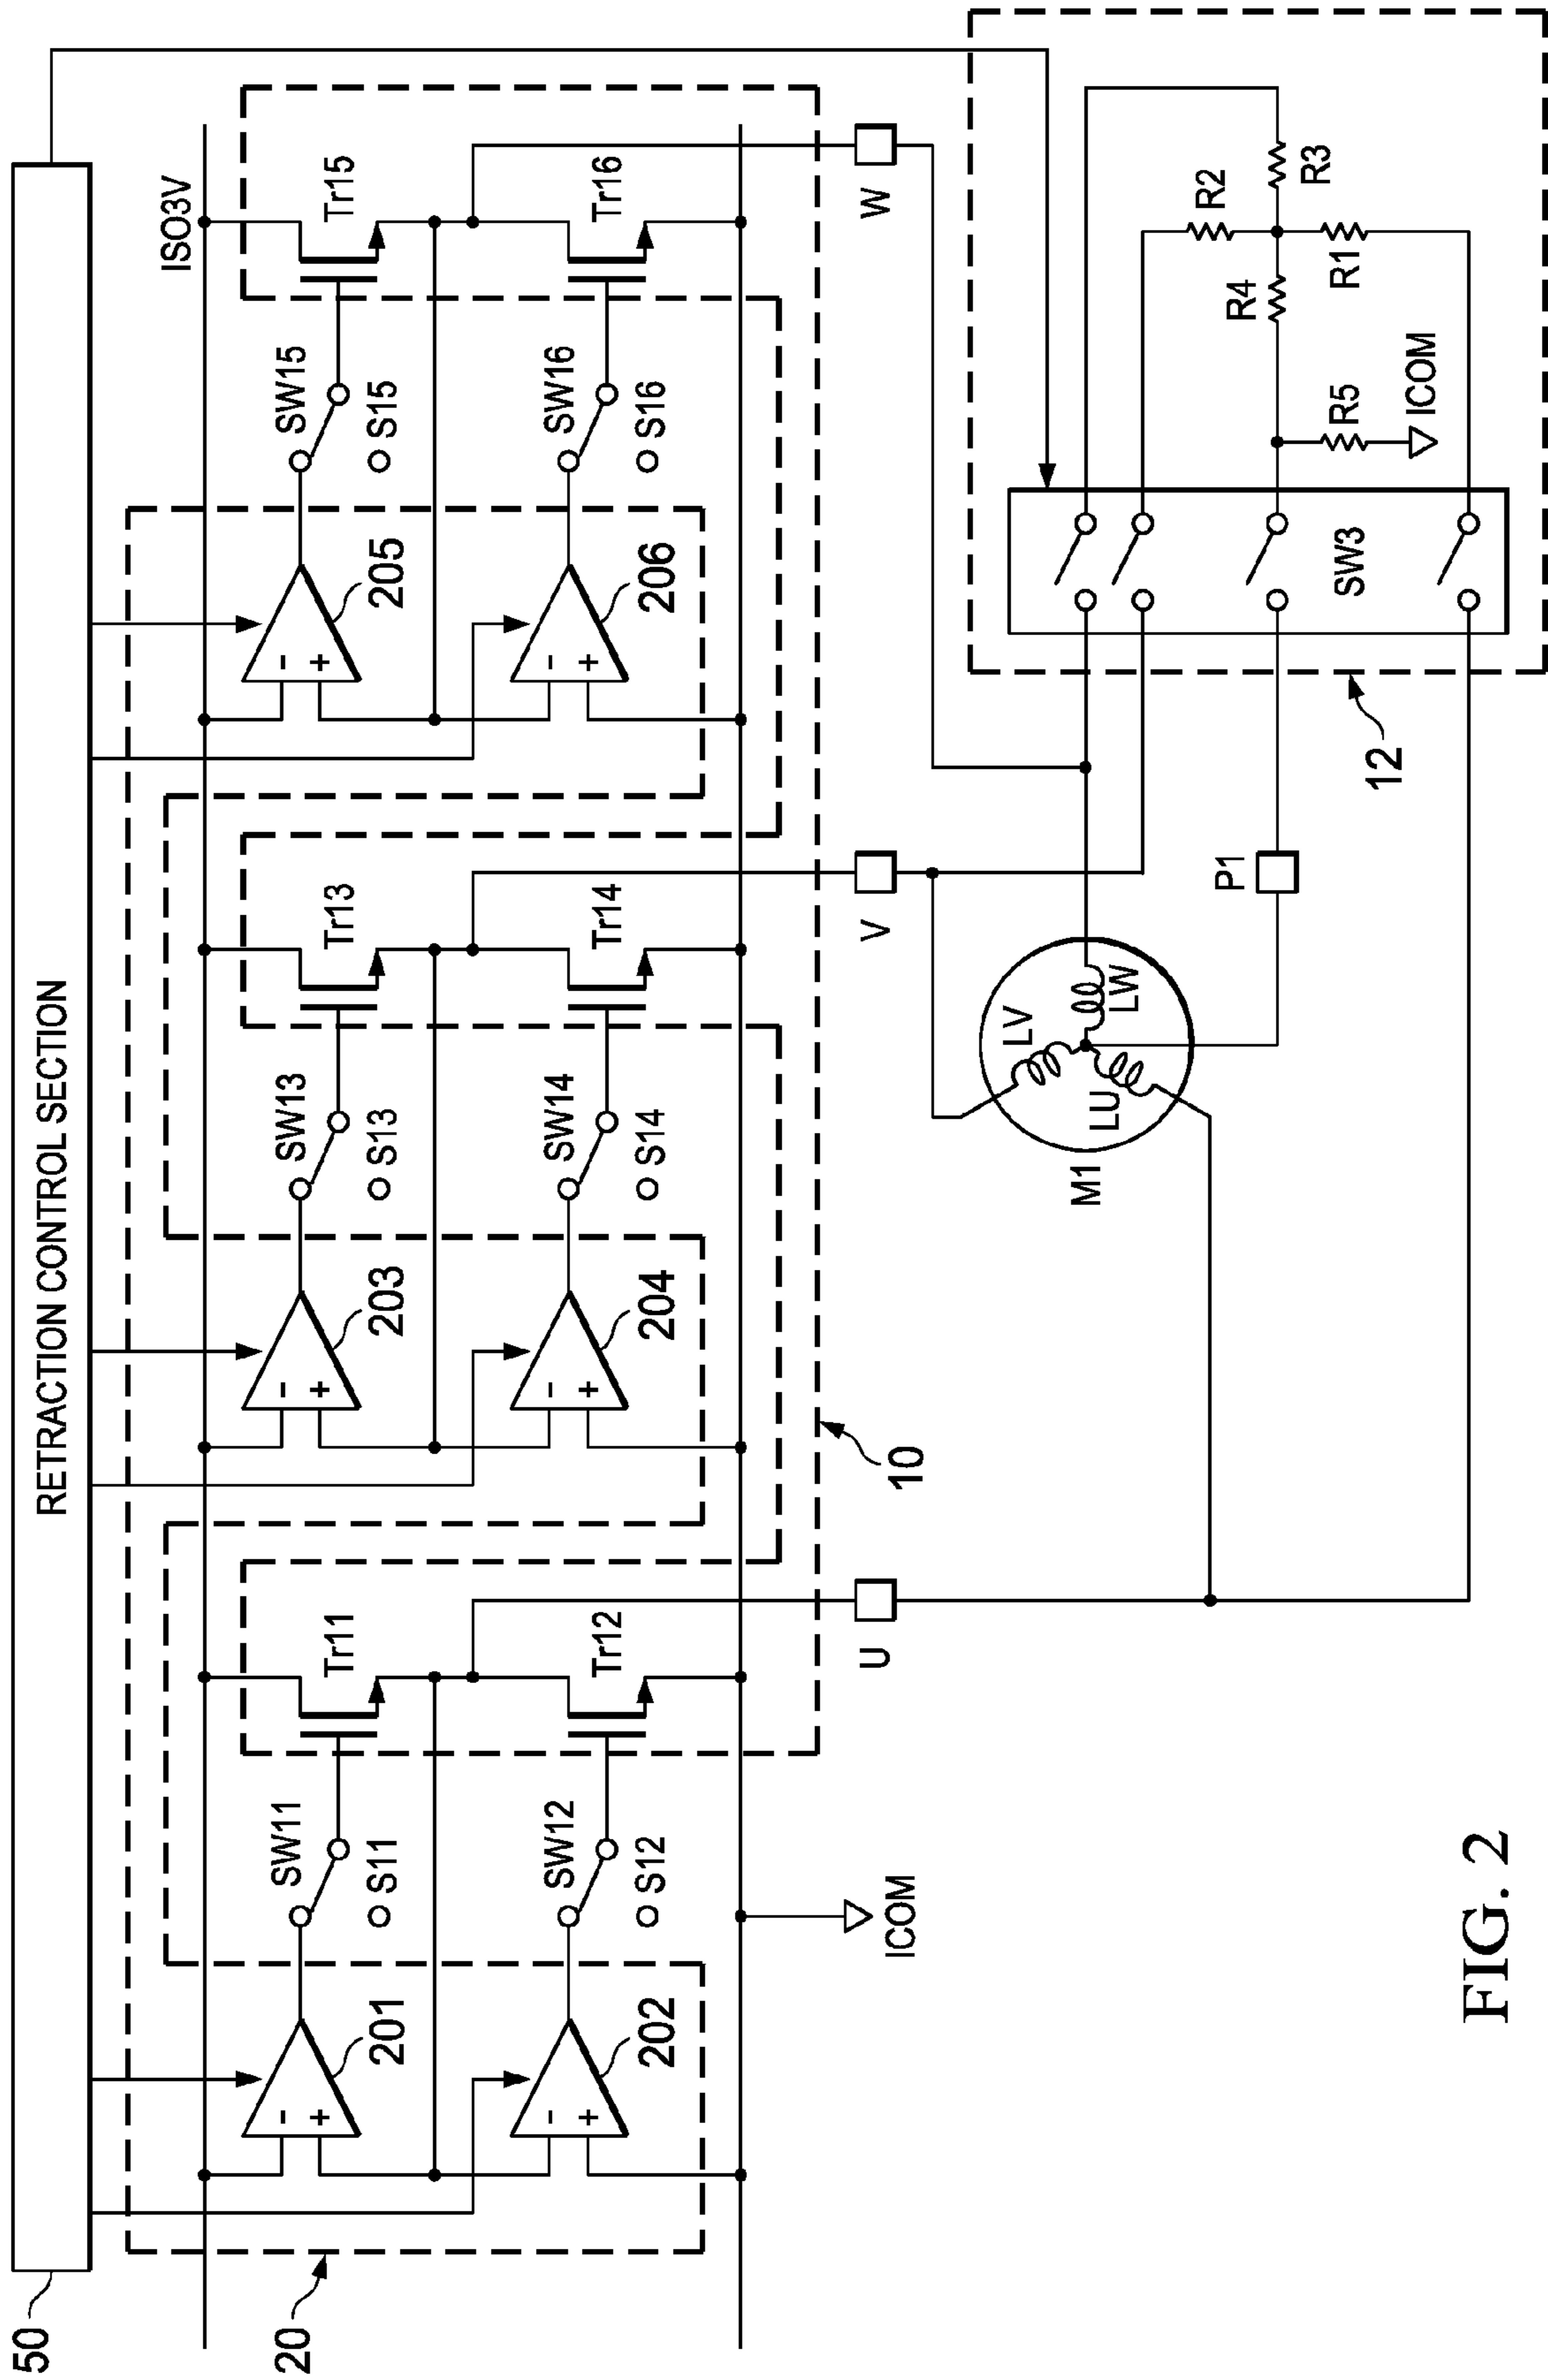 50
RETRACTION CONTROL SECTION
20
ISO3V
201
-
+
SW11
S11
Tr11
203
-
+
SW13
S13
Tr13
205
-
+
SW15
S15
Tr15
202
-
+
SW12
S12
Tr12
204
-
+
SW14
S14
Tr14
206
-
+
SW16
S16
Tr16
ICOM
10
U
V
W
M1
LU
LV
LW
P1
12
SW3
R5
ICOM
R4
R2
R1
R3
FIG. 2